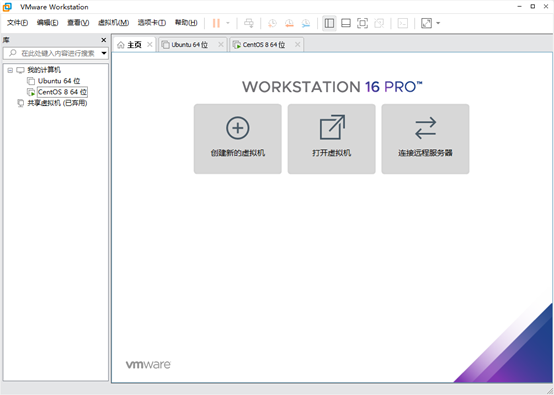 VMware Workstation
文件(F) 编辑(E) 查看(V) 虚拟机(M) 选项卡(T) 帮助(H)
库
在此处键入内容进行搜索
我的计算机
Ubuntu 64 位
CentOS 8 64 位
共享虚拟机 (已弃用)
主页 Ubuntu 64 位 CentOS 8 64 位
WORKSTATION 16 PRO™
创建新的虚拟机 打开虚拟机 连接远程服务器
vmware